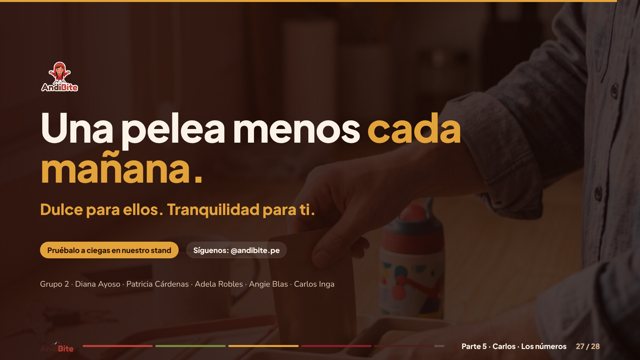 AndiBite
Una pelea menos cada
mañana.
Dulce para ellos. Tranquilidad para ti.
Pruébalo a ciegas en nuestro stand
Síguenos: @andibite.pe
Grupo 2 · Diana Ayoso · Patricia Cárdenas · Adela Robles · Angie Blas · Carlos Inga
AndiBite
Parte 5 · Carlos · Los números
27 / 28